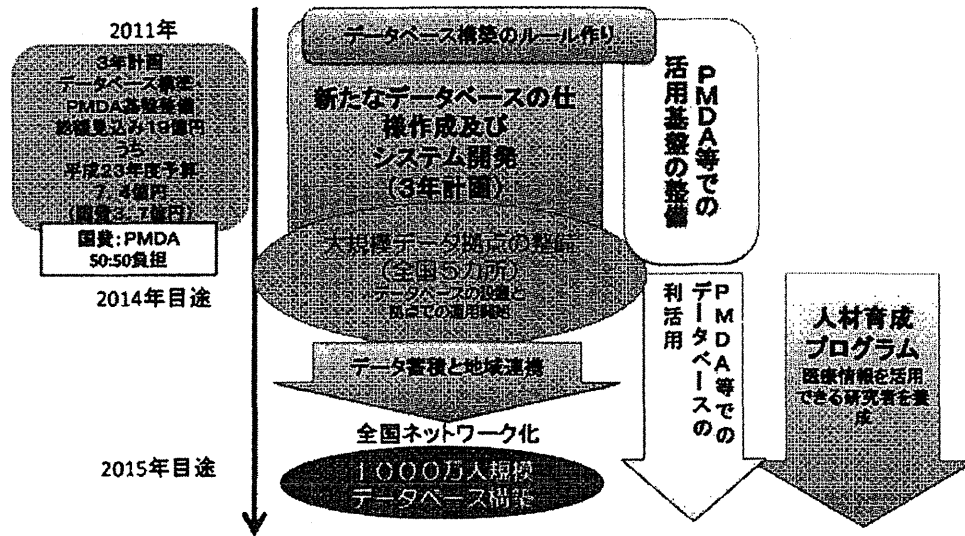 2011年
3年計画
データベース構築・
PMDA基盤整備
総額見込み19億円
うち
平成23年度予算
7.4億円
(国費3.7億円)
国費:PMDA
50:50負担
2014年目途
2015年目途
データベース構築のルール作り
新たなデータベースの仕
様作成及び
システム開発
(3年計画)
大規模データ拠点の整備
(全国5カ所)
データベースの設置と
拠点での運用開始
データ蓄積と地域連携
全国ネットワーク化
1000万人規模
データベース構築
PMDA等での
活用基盤の整備
PMDA等での
データベースの
利活用
人材育成
プログラム
医療情報を活用
できる研究者を養
成